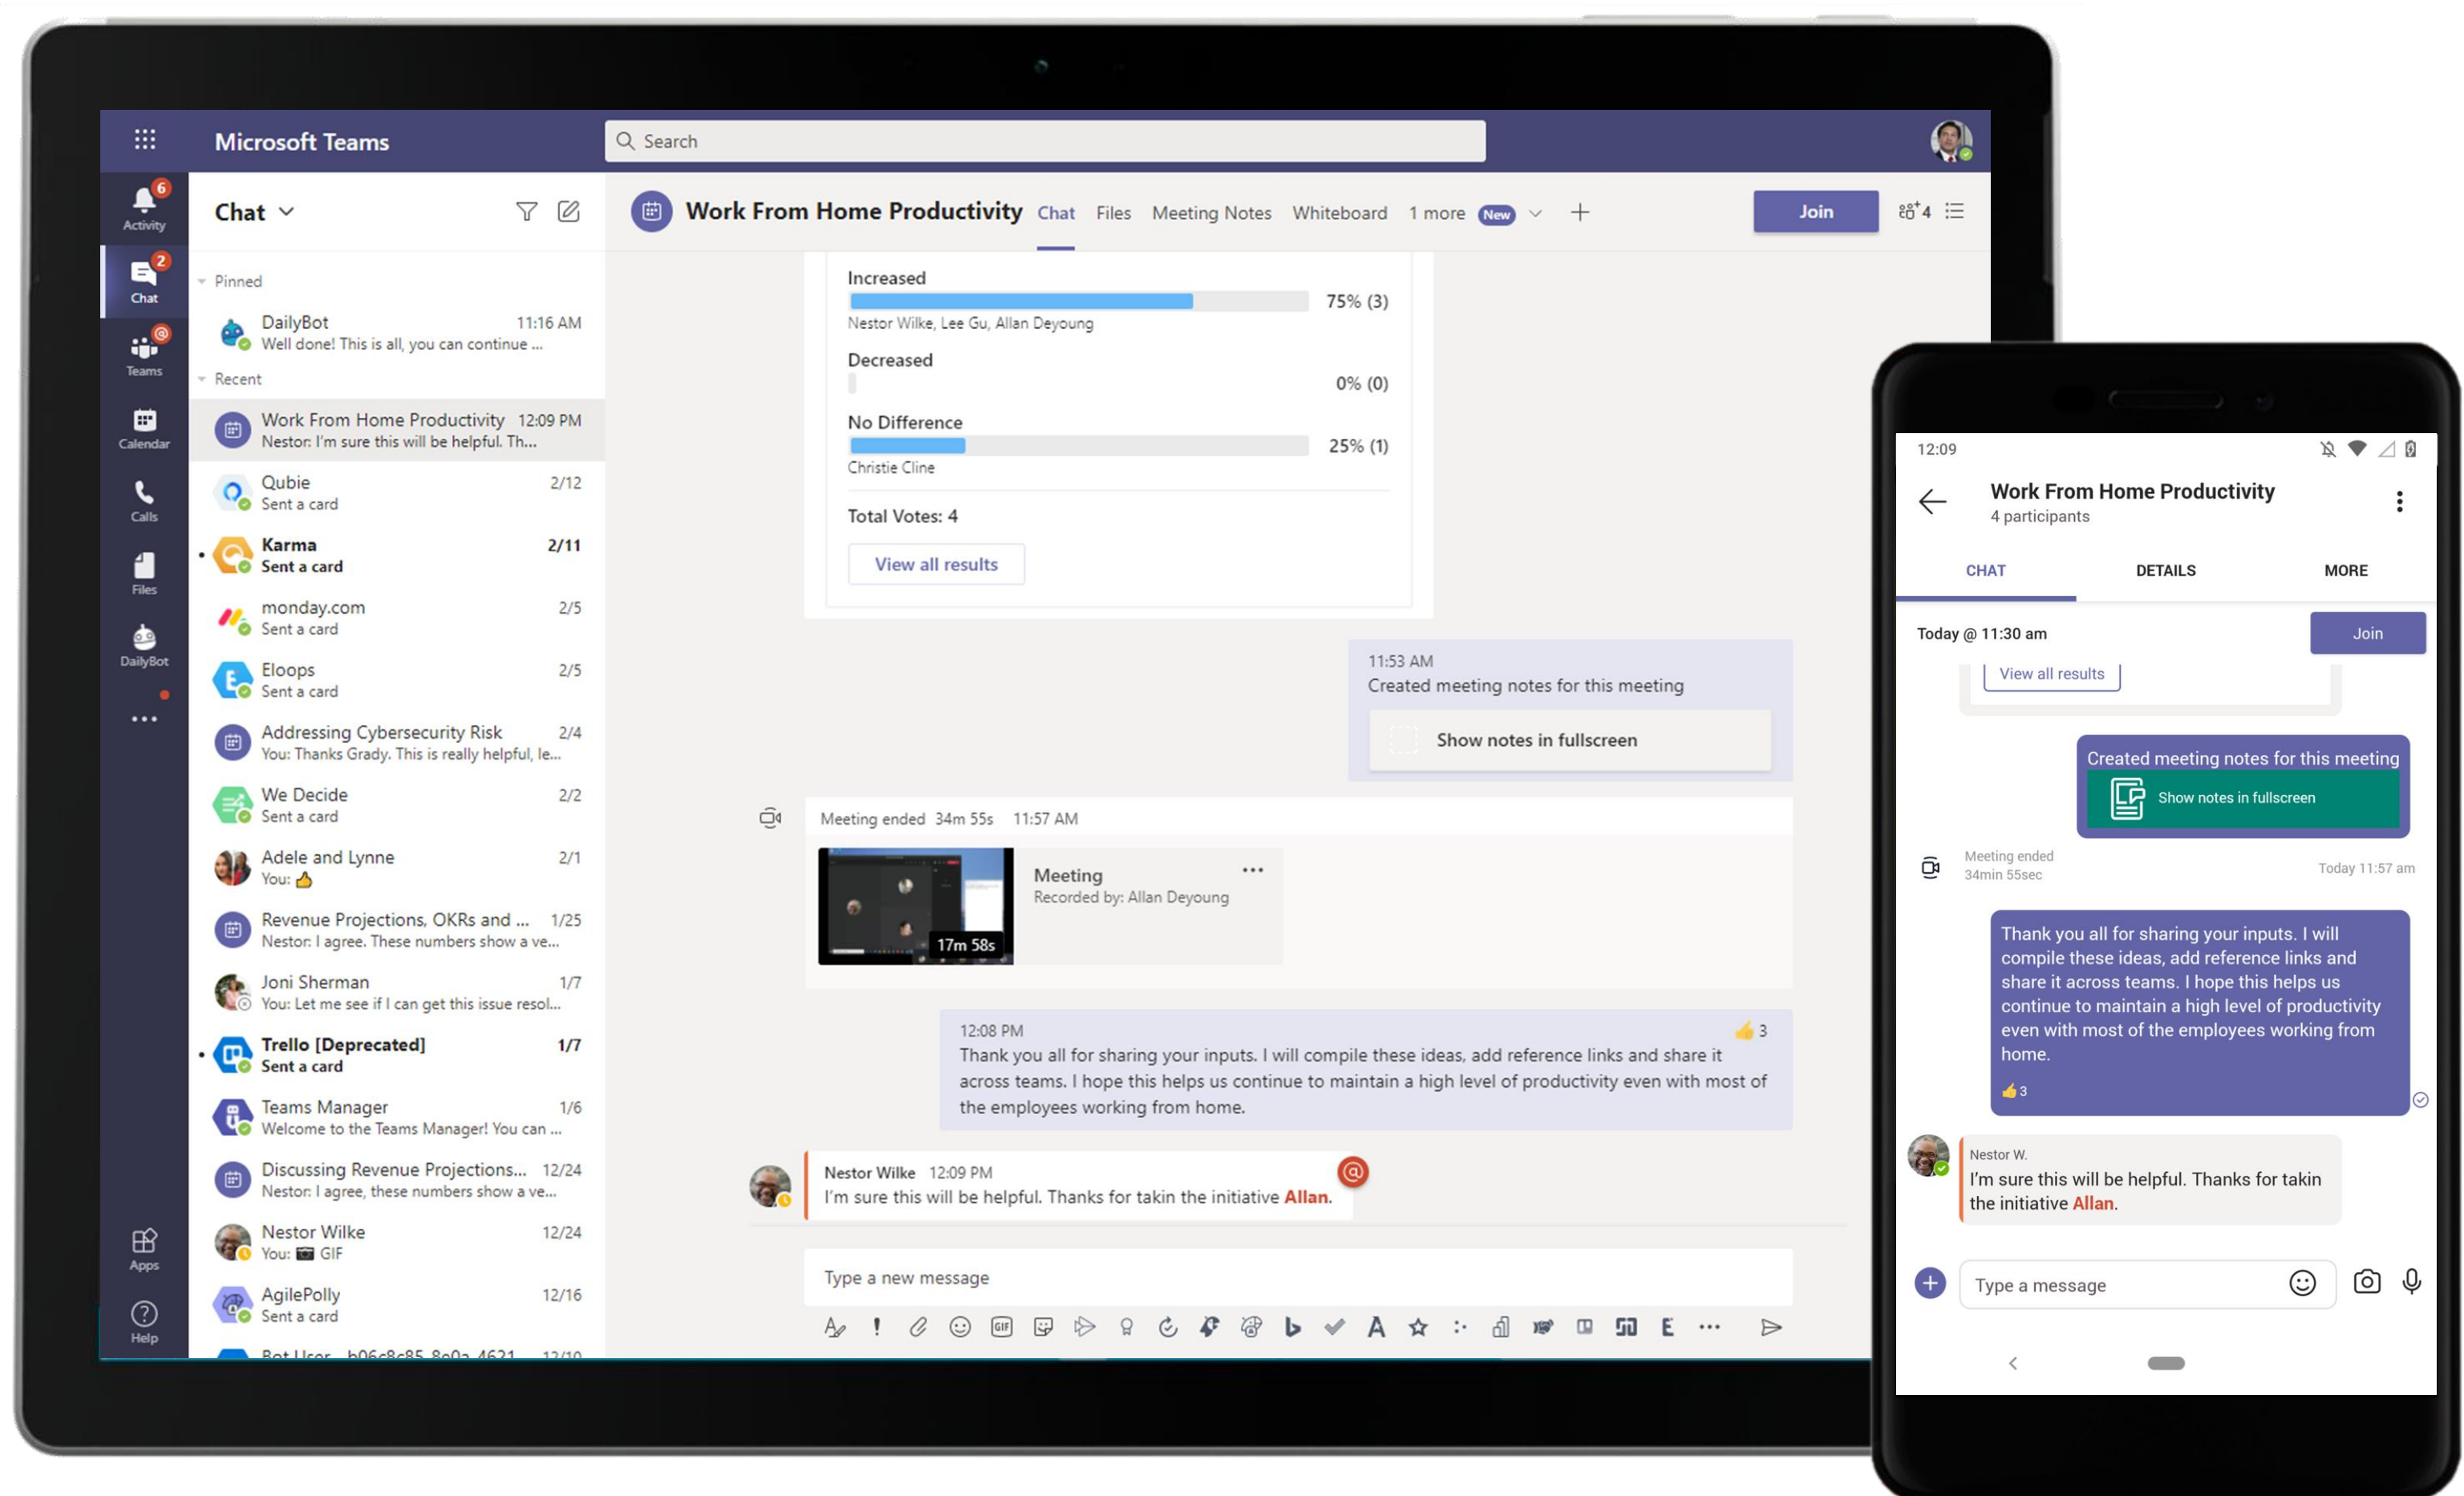 Microsoft Teams
Search
6
Activity
2
Chat
@
Teams
Calendar
Calls
Files
DailyBot
Apps
Help
Chat
Pinned
DailyBot 11:16 AM
Well done! This is all, you can continue ...
Recent
Work From Home Productivity 12:09 PM
Nestor: I'm sure this will be helpful. Th...
Qubie 2/12
Sent a card
Karma 2/11
Sent a card
monday.com 2/5
Sent a card
Eloops 2/5
Sent a card
Addressing Cybersecurity Risk 2/4
You: Thanks Grady. This is really helpful, le...
We Decide 2/2
Sent a card
Adele and Lynne 2/1
You: 👍
Revenue Projections, OKRs and ... 1/25
Nestor: I agree. These numbers show a ve...
Joni Sherman 1/7
You: Let me see if I can get this issue resol...
Trello [Deprecated] 1/7
Sent a card
Teams Manager 1/6
Welcome to the Teams Manager! You can ...
Discussing Revenue Projections... 12/24
Nestor: I agree, these numbers show a ve...
Nestor Wilke 12/24
You: 📷 GIF
AgilePolly 12/16
Sent a card
Work From Home Productivity Chat Files Meeting Notes Whiteboard 1 more New
Join
4
Increased
75% (3)
Nestor Wilke, Lee Gu, Allan Deyoung
Decreased
0% (0)
No Difference
25% (1)
Christie Cline
Total Votes: 4
View all results
11:53 AM
Created meeting notes for this meeting
Show notes in fullscreen
Meeting ended 34m 55s 11:57 AM
Meeting
Recorded by: Allan Deyoung
17m 58s
12:08 PM 👍 3
Thank you all for sharing your inputs. I will compile these ideas, add reference links and share it
across teams. I hope this helps us continue to maintain a high level of productivity even with most of
the employees working from home.
Nestor Wilke 12:09 PM @
I'm sure this will be helpful. Thanks for takin the initiative Allan.
Type a new message
GIF
12:09
Work From Home Productivity
4 participants
CHAT DETAILS MORE
Today @ 11:30 am Join
View all results
Created meeting notes for this meeting
Show notes in fullscreen
Meeting ended
34min 55sec
Today 11:57 am
Thank you all for sharing your inputs. I will
compile these ideas, add reference links and
share it across teams. I hope this helps us
continue to maintain a high level of productivity
even with most of the employees working from
home.
👍 3
Nestor W.
I'm sure this will be helpful. Thanks for takin
the initiative Allan.
Type a message